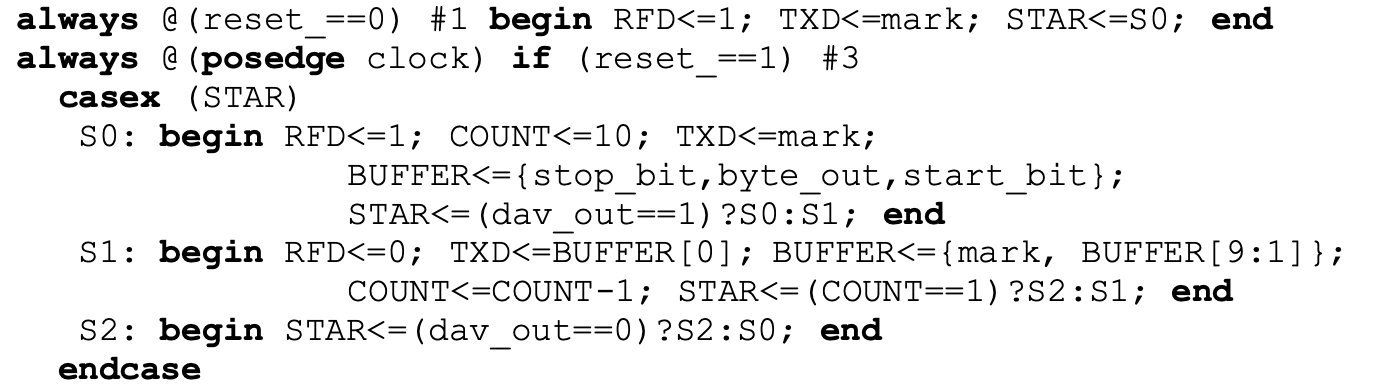 always @(reset_==0) #1 begin RFD<=1; TXD<=mark; STAR<=S0; end
always @(posedge clock) if (reset_==1) #3
casex (STAR)
S0: begin RFD<=1; COUNT<=10; TXD<=mark;
BUFFER<={stop_bit,byte_out,start_bit};
STAR<=(dav_out==1)?S0:S1; end
S1: begin RFD<=0; TXD<=BUFFER[0]; BUFFER<={mark, BUFFER[9:1]};
COUNT<=COUNT-1; STAR<=(COUNT==1)?S2:S1; end
S2: begin STAR<=(dav_out==0)?S2:S0; end
endcase